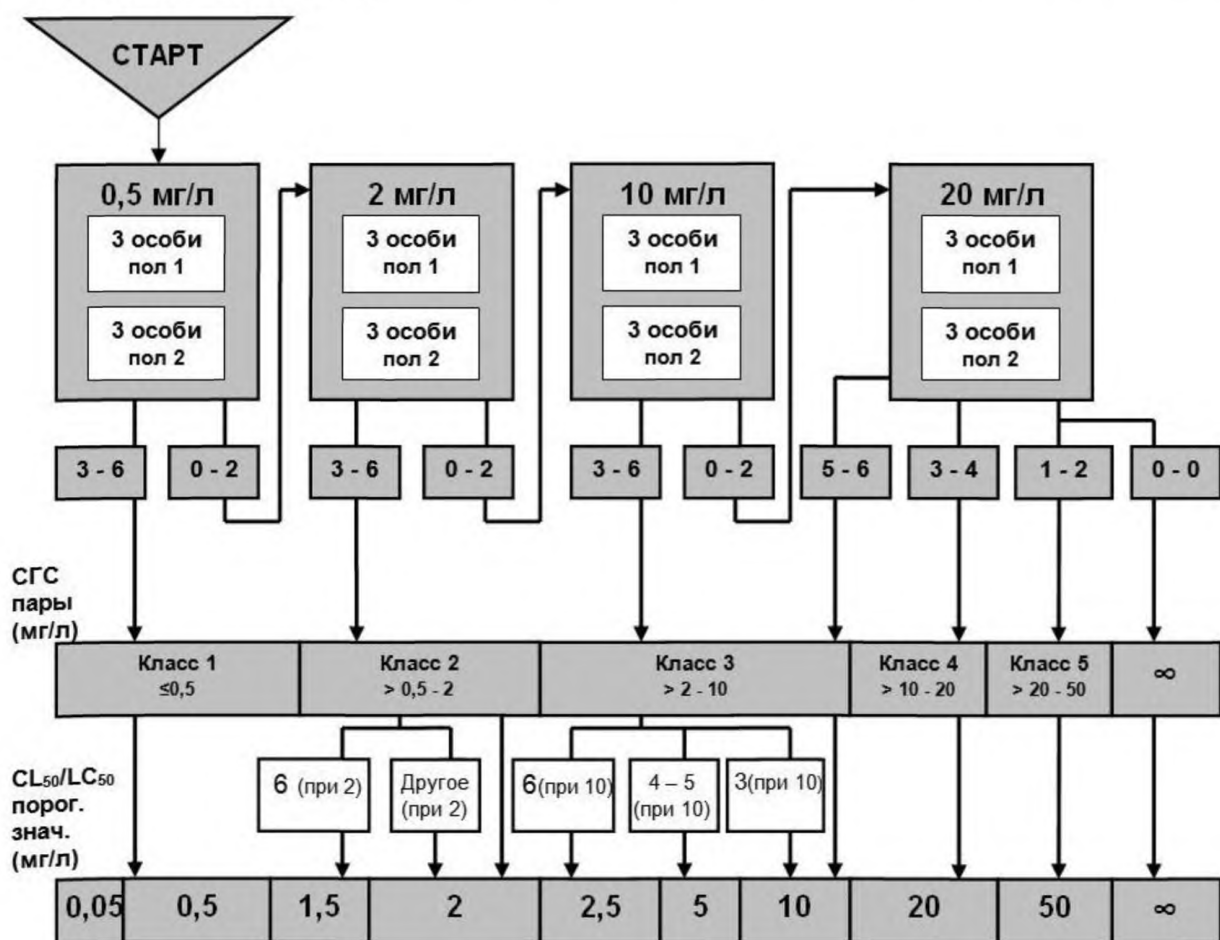 СТАРТ
0,5 мг/л
3 особи
пол 1
3 особи
пол 2
2 мг/л
3 особи
пол 1
3 особи
пол 2
10 мг/л
3 особи
пол 1
3 особи
пол 2
20 мг/л
3 особи
пол 1
3 особи
пол 2
3 - 6
0 - 2
3 - 6
0 - 2
3 - 6
0 - 2
5 - 6
3 - 4
1 - 2
0 - 0
СГС
пары
(мг/л)
Класс 1
≤0,5
Класс 2
> 0,5 - 2
Класс 3
> 2 - 10
Класс 4
> 10 - 20
Класс 5
> 20 - 50
∞
6 (при 2)
Другое
(при 2)
6(при 10)
4 – 5
(при 10)
3(при 10)
CL₅₀/LC₅₀
порог.
знач.
(мг/л)
0,05
0,5
1,5
2
2,5
5
10
20
50
∞